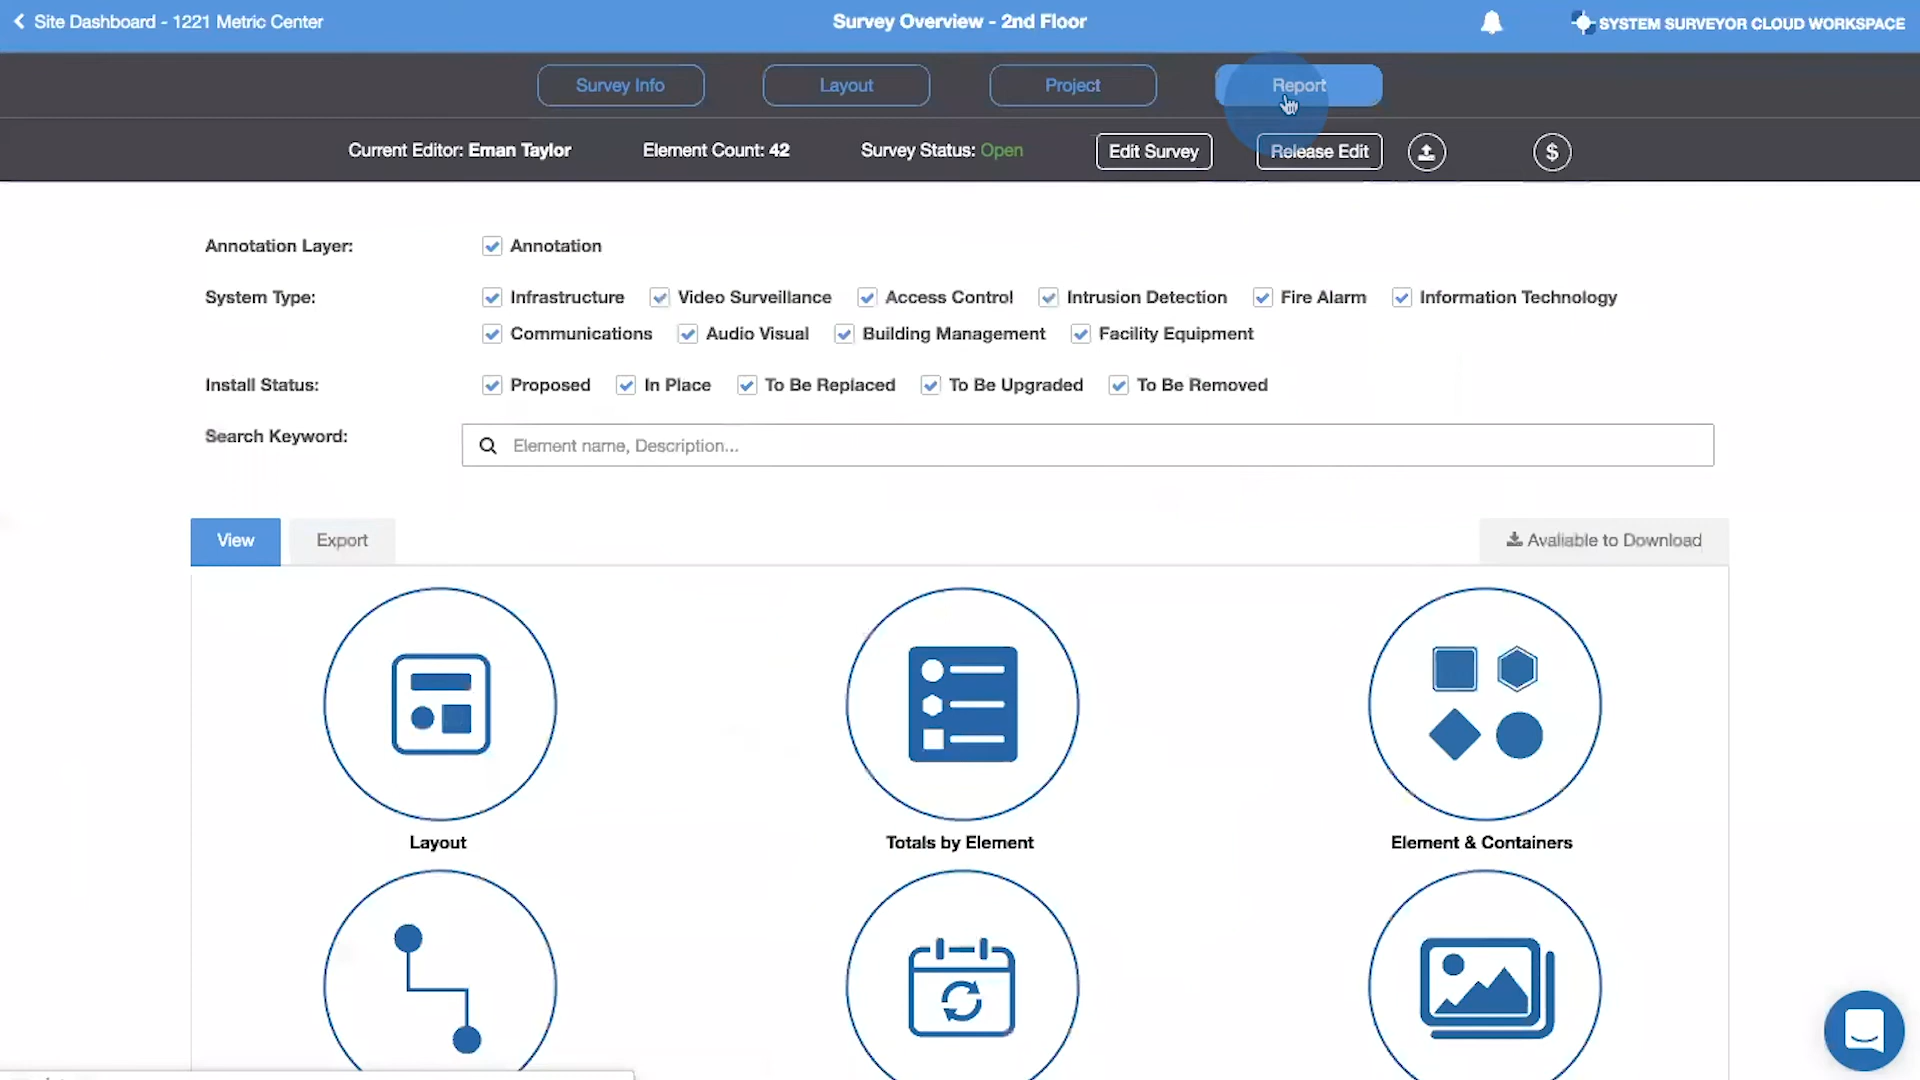 Site Dashboard - 1221 Metric Center
Survey Overview - 2nd Floor
SYSTEM SURVEYOR CLOUD WORKSPACE
Survey Info
Layout
Project
Report
Current Editor: Eman Taylor
Element Count: 42
Survey Status: Open
Edit Survey
Release Edit
$
Annotation Layer:
Annotation
System Type:
Infrastructure
Video Surveillance
Access Control
Intrusion Detection
Fire Alarm
Information Technology
Communications
Audio Visual
Building Management
Facility Equipment
Install Status:
Proposed
In Place
To Be Replaced
To Be Upgraded
To Be Removed
Search Keyword:
Element name, Description...
View
Export
Avaliable to Download
Layout
Totals by Element
Element & Containers